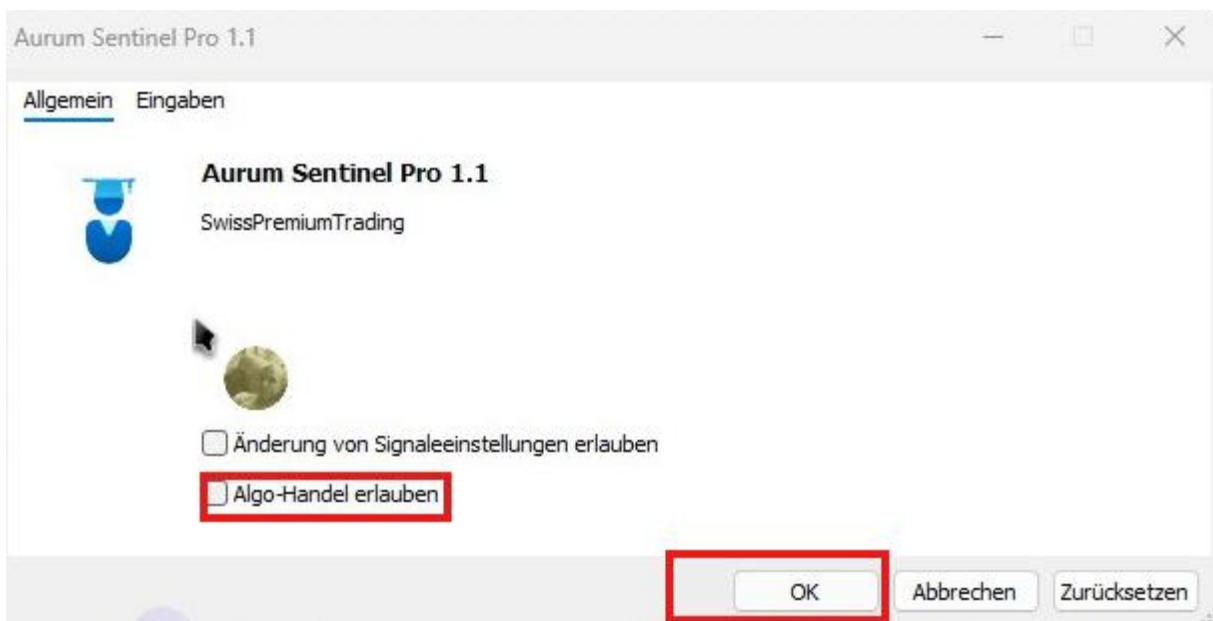 Aurum Sentinel Pro 1.1
Allgemein Eingaben
Aurum Sentinel Pro 1.1
SwissPremiumTrading
Änderung von Signaleeinstellungen erlauben
Algo-Handel erlauben
OK Abbrechen Zurücksetzen